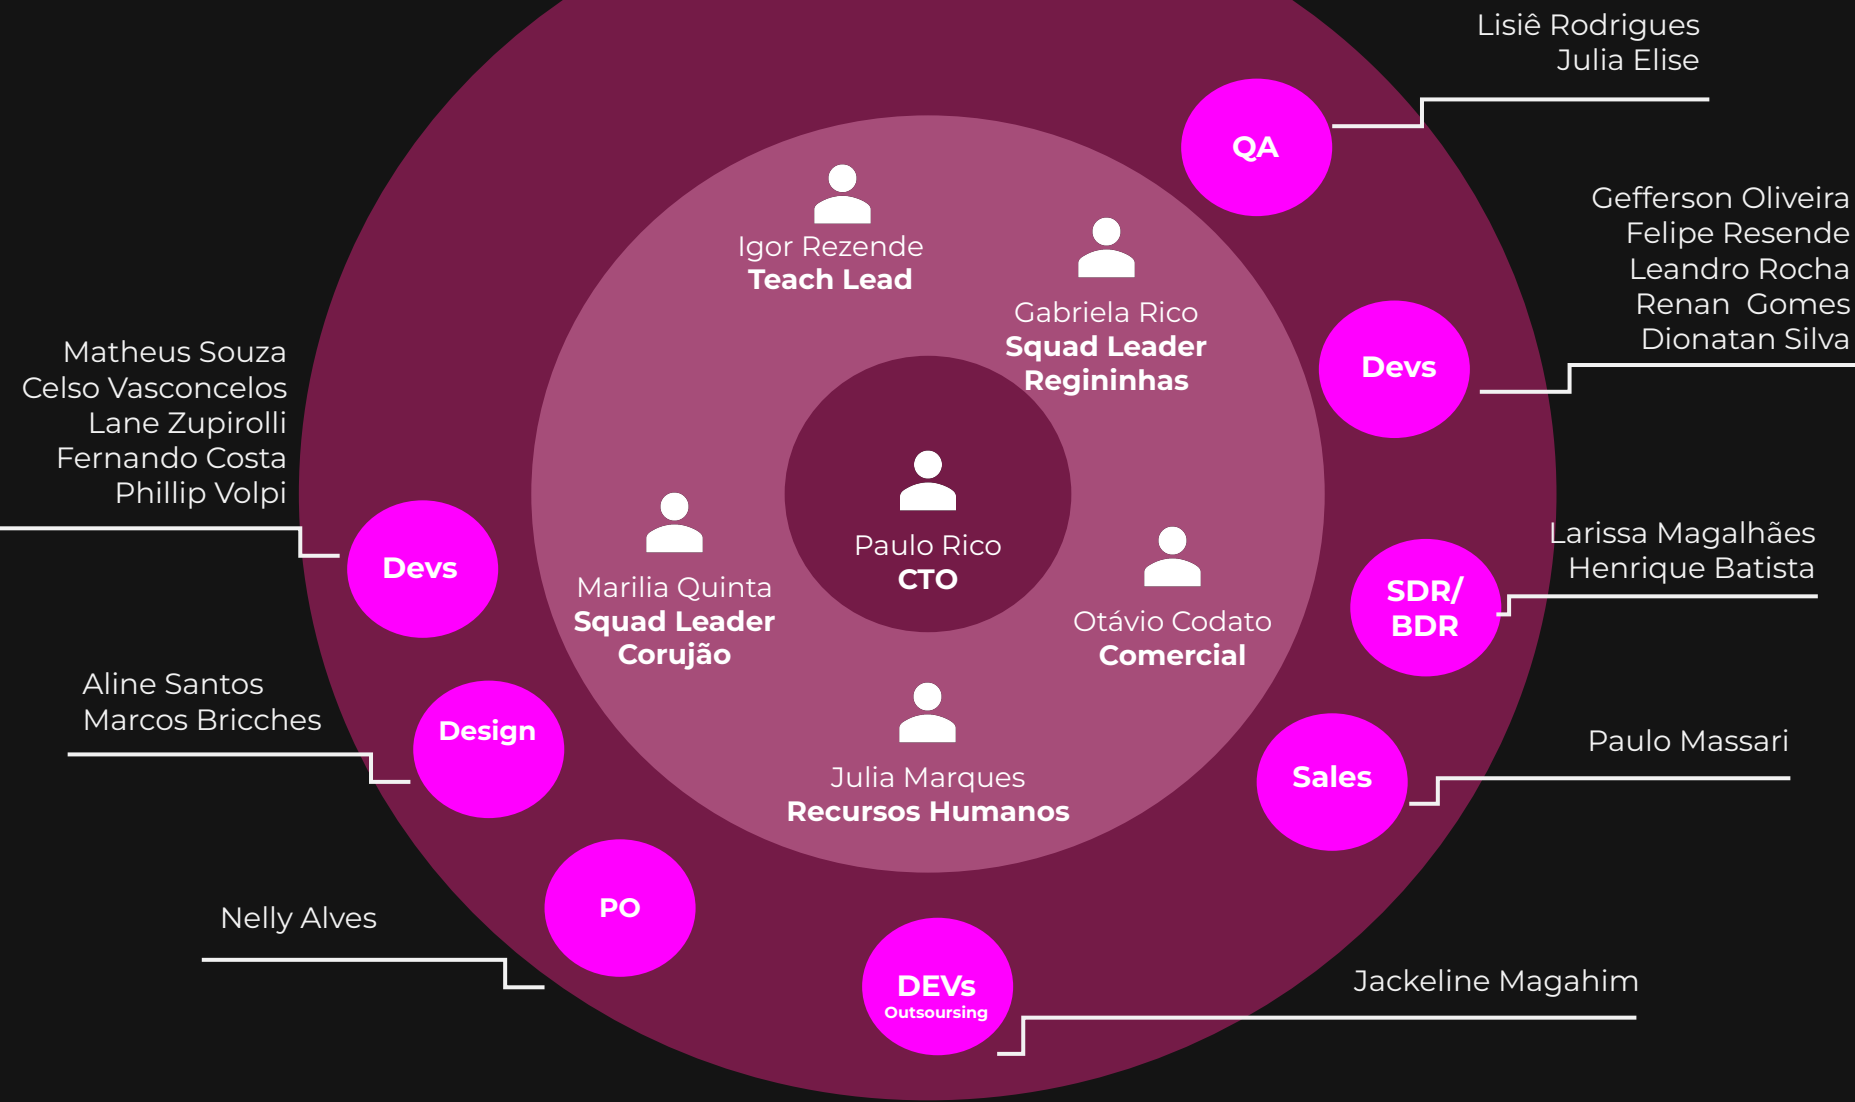 Lisiê Rodrigues
Julia Elise
QA
Gefferson Oliveira
Felipe Resende
Leandro Rocha
Renan  Gomes
Dionatan Silva
Devs
Igor Rezende
Teach Lead
Gabriela Rico
Squad Leader
Regininhas
Matheus Souza
Celso Vasconcelos
Lane Zupirolli
Fernando Costa
Phillip Volpi
Devs
Paulo Rico
CTO
Marilia Quinta
Squad Leader
Corujão
Otávio Codato
Comercial
Larissa Magalhães
Henrique Batista
SDR/
BDR
Aline Santos
Marcos Bricches
Design
Julia Marques
Recursos Humanos
Paulo Massari
Sales
Nelly Alves
PO
DEVs
Outsoursing
Jackeline Magahim